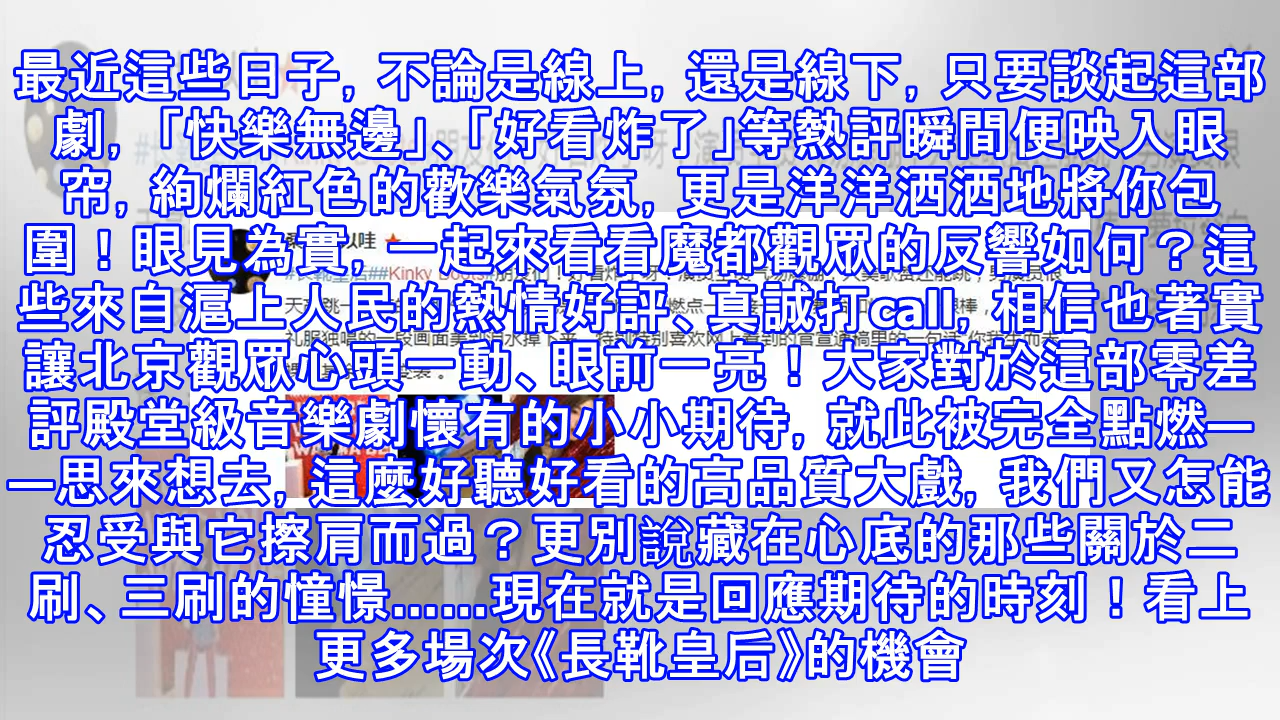 最近這些日子, 不論是線上, 還是線下, 只要談起這部
劇, 「快樂無邊」、「好看炸了」等熱評瞬間便映入眼
帘, 絢爛紅色的歡樂氣氛, 更是洋洋洒洒地將你包
圍！眼見為實, 一起來看看魔都觀眾的反響如何？這
些來自滬上人民的熱情好評、真誠打call, 相信也著實
讓北京觀眾心頭一動、眼前一亮！大家對於這部零差
評殿堂級音樂劇懷有的小小期待, 就此被完全點燃—
—思來想去, 這麼好聽好看的高品質大戲, 我們又怎能
忍受與它擦肩而過？更別說藏在心底的那些關於二
刷、三刷的憧憬......現在就是回應期待的時刻！看上
更多場次《長靴皇后》的機會